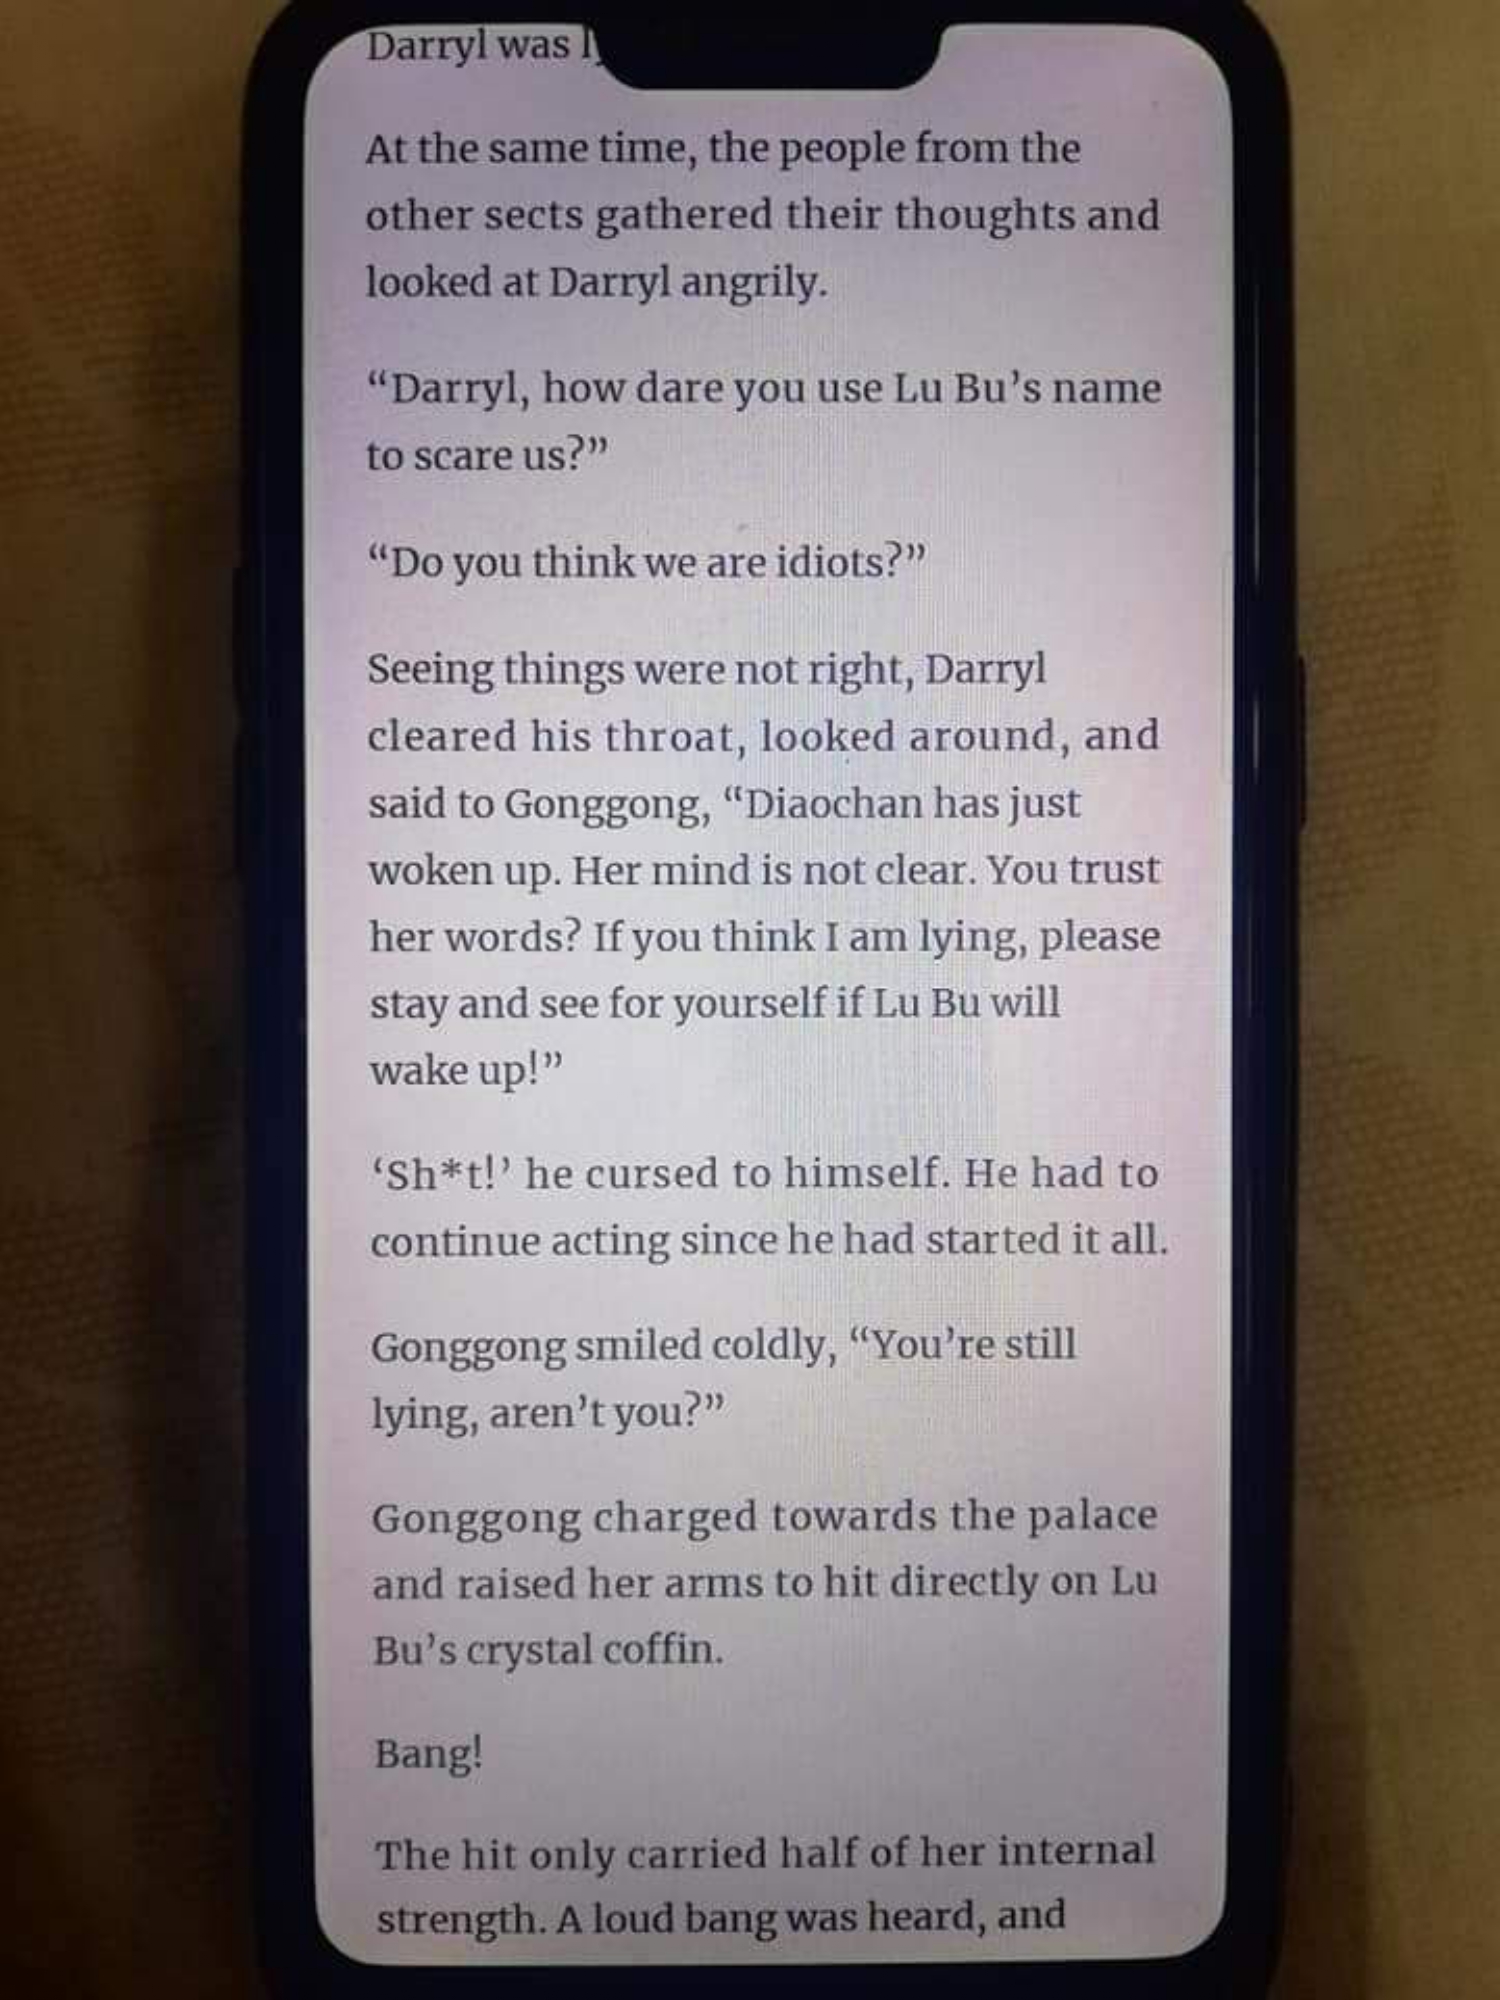 Darryl was
At the same time, the people from the
other sects gathered their thoughts and
looked at Darryl angrily.
“Darryl, how dare you use Lu Bu’s name
to scare us?”
“Do you think we are idiots?”
Seeing things were not right, Darryl
cleared his throat, looked around, and
said to Gonggong, “Diaochan has just
woken up. Her mind is not clear. You trust
her words? If you think I am lying, please
stay and see for yourself if Lu Bu will
wake up!”
‘Sh*t!’ he cursed to himself. He had to
continue acting since he had started it all.
Gonggong smiled coldly, “You’re still
lying, aren’t you?”
Gonggong charged towards the palace
and raised her arms to hit directly on Lu
Bu’s crystal coffin.
Bang!
The hit only carried half of her internal
strength. A loud bang was heard, and